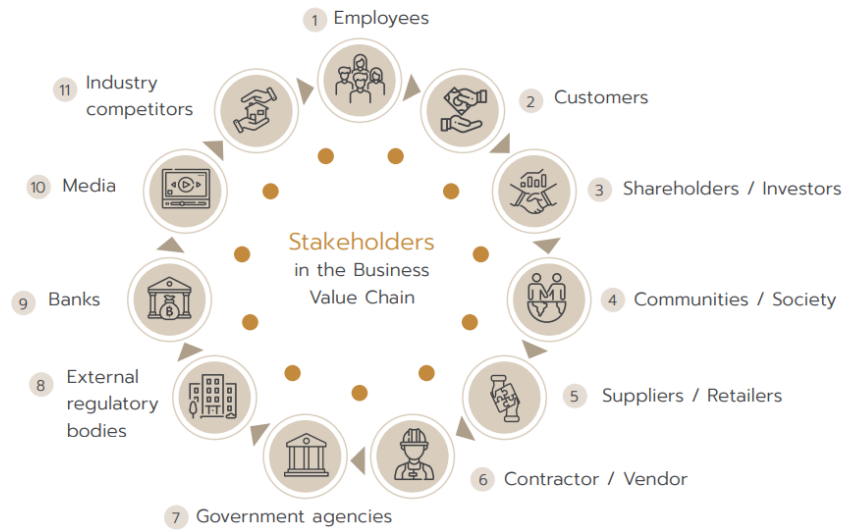 1 Employees
2 Customers
3 Shareholders / Investors
4 Communities / Society
5 Suppliers / Retailers
6 Contractor / Vendor
7 Government agencies
8 External
regulatory
bodies
9 Banks
10 Media
11 Industry
competitors
Stakeholders
in the Business
Value Chain
฿